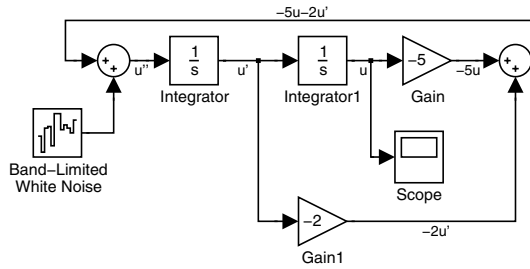 −5u−2u'
+
+
u''
1
s
Integrator
u'
1
s
Integrator1
u
−5
Gain
−5u
+
+
Band−Limited
White Noise
Scope
−2
Gain1
−2u'